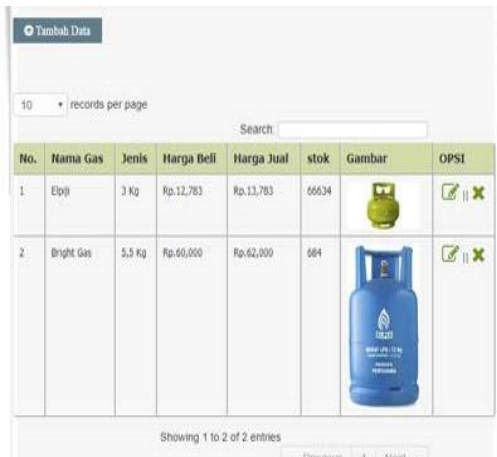 Tambah Data
10 records per page
Search:
No. Nama Gas Jenis Harga Beli Harga Jual stok Gambar OPSI
1 Elpiji 3 Kg Rp.12,783 Rp.13,783 66634 ||
2 Bright Gas 5,5 Kg Rp.60,000 Rp.62,000 684 ||
Showing 1 to 2 of 2 entries
Previous 1 Next